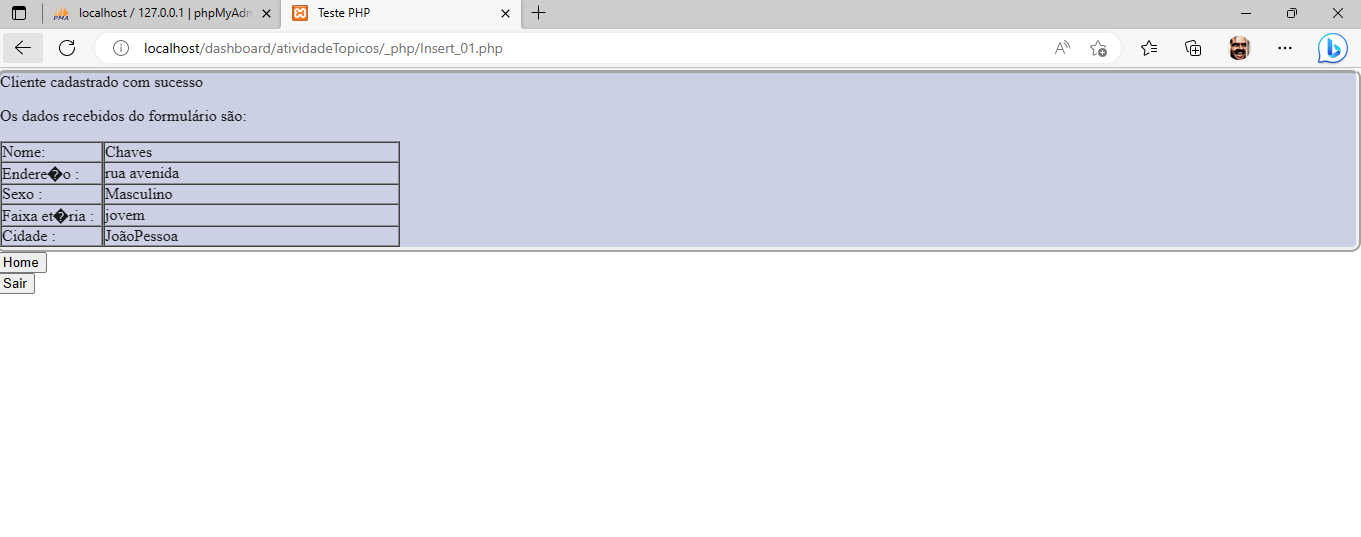 PMA localhost / 127.0.0.1 | phpMyAdm Teste PHP
localhost/dashboard/atividadeTopicos/_php/Insert_01.php
Cliente cadastrado com sucesso
Os dados recebidos do formulário são:
Nome: Chaves
Endere�o : rua avenida
Sexo : Masculino
Faixa et�ria : jovem
Cidade : JoãoPessoa
Home
Sair